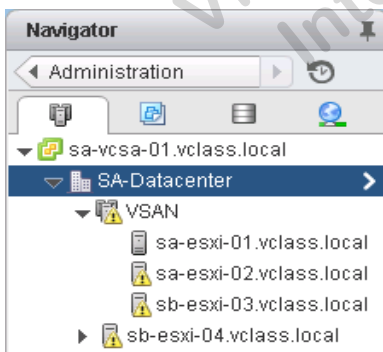 Navigator
Administration
sa-vcsa-01.vclass.local
SA-Datacenter
VSAN
sa-esxi-01.vclass.local
sa-esxi-02.vclass.local
sb-esxi-03.vclass.local
sb-esxi-04.vclass.local